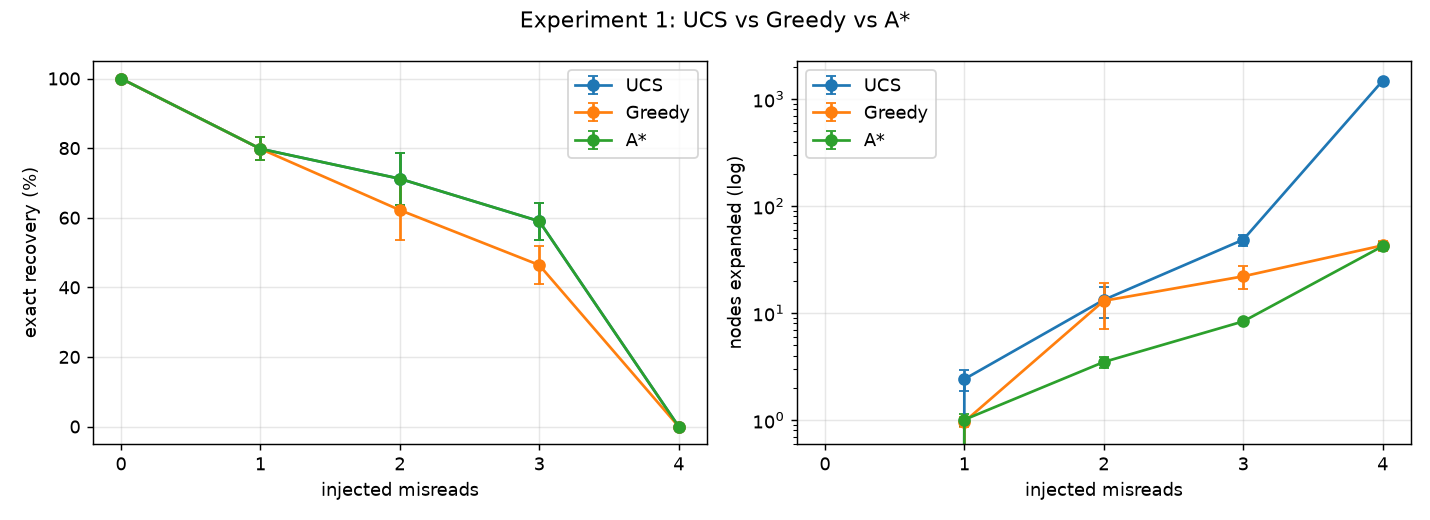 Experiment 1: UCS vs Greedy vs A*
exact recovery (%)
100
80
60
40
20
0
0 1 2 3 4
injected misreads
UCS
Greedy
A*
nodes expanded (log)
10³
10²
10¹
10⁰
0 1 2 3 4
injected misreads
UCS
Greedy
A*